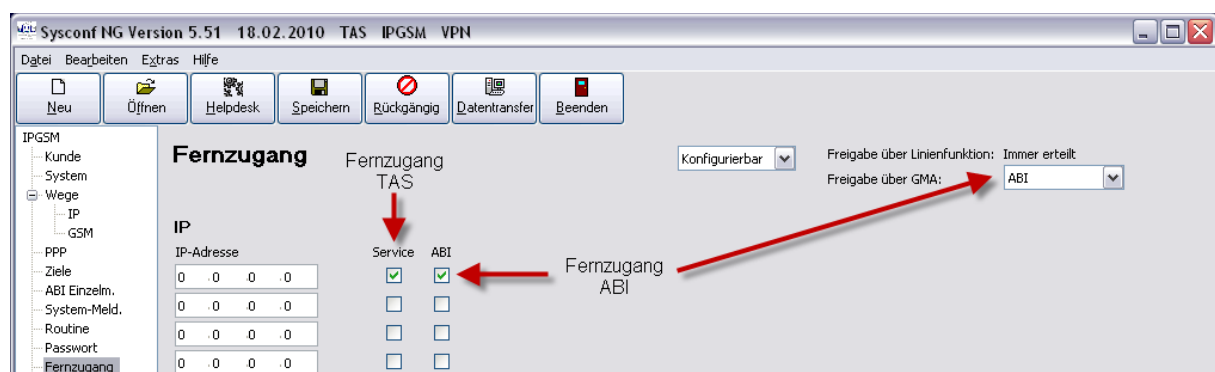 Sysconf NG Version 5.51 18.02.2010 TAS IPGSM VPN
Datei Bearbeiten Extras Hilfe
Neu Öffnen Helpdesk Speichern Rückgängig Datentransfer Beenden
IPGSM
Kunde
System
Wege
IP
GSM
PPP
Ziele
ABI Einzelm.
System-Meld.
Routine
Passwort
Fernzugang
Fernzugang
Fernzugang
TAS
Konfigurierbar
Freigabe über Linienfunktion: Immer erteilt
Freigabe über GMA: ABI
IP
IP-Adresse Service ABI
0 .0 .0 .0
Fernzugang
ABI
0 .0 .0 .0
0 .0 .0 .0
0 .0 .0 .0